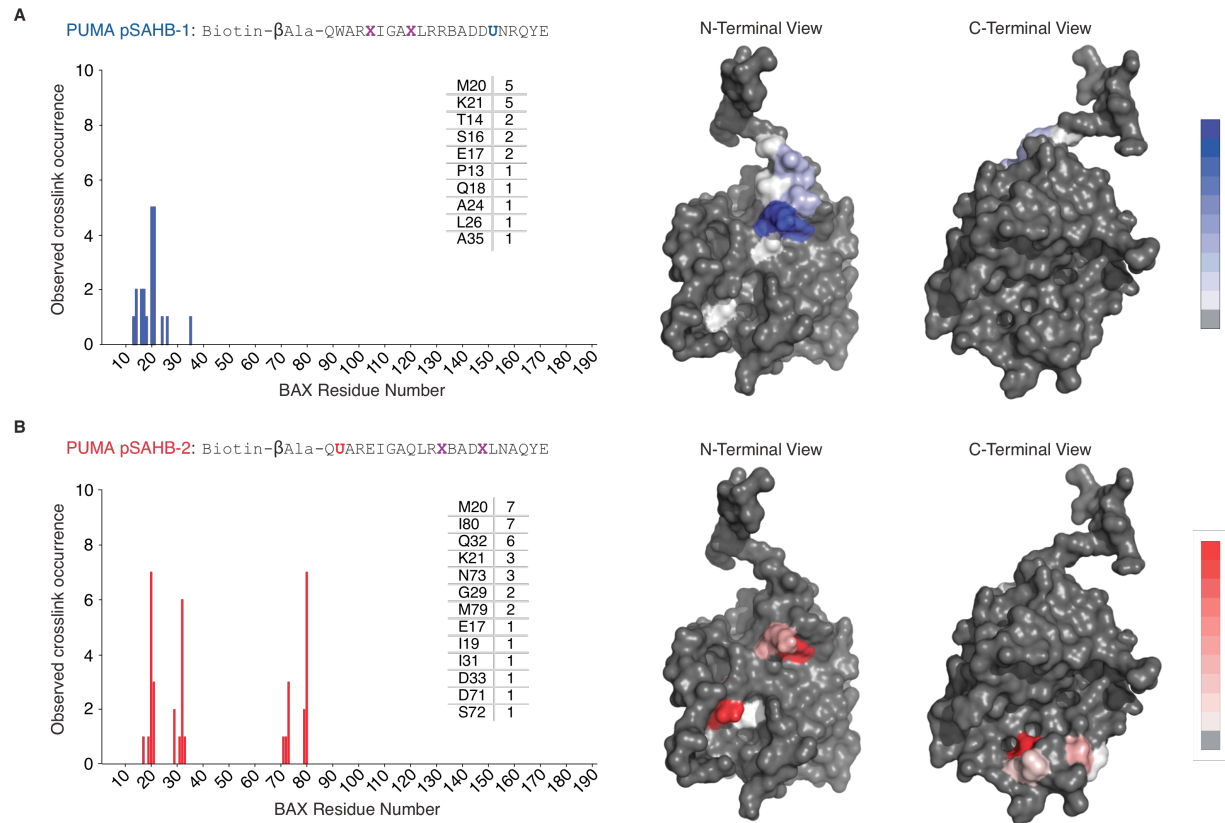 A
PUMA pSAHB-1: Biotin-βAla-QWARXIGAXLRRBADDUNRQYE
N-Terminal View
C-Terminal View
Observed crosslink occurrence
10
8
6
4
2
0
M20 5
K21 5
T14 2
S16 2
E17 2
P13 1
Q18 1
A24 1
L26 1
A35 1
10 20 30 40 50 60 70 80 90 100 110 120 130 140 150 160 170 180 190
BAX Residue Number
B
PUMA pSAHB-2: Biotin-βAla-QUAREIGAQLRXBADXLNAQYE
N-Terminal View
C-Terminal View
Observed crosslink occurrence
10
8
6
4
2
0
M20 7
I80 7
Q32 6
K21 3
N73 3
G29 2
M79 2
E17 1
I19 1
I31 1
D33 1
D71 1
S72 1
10 20 30 40 50 60 70 80 90 100 110 120 130 140 150 160 170 180 190
BAX Residue Number